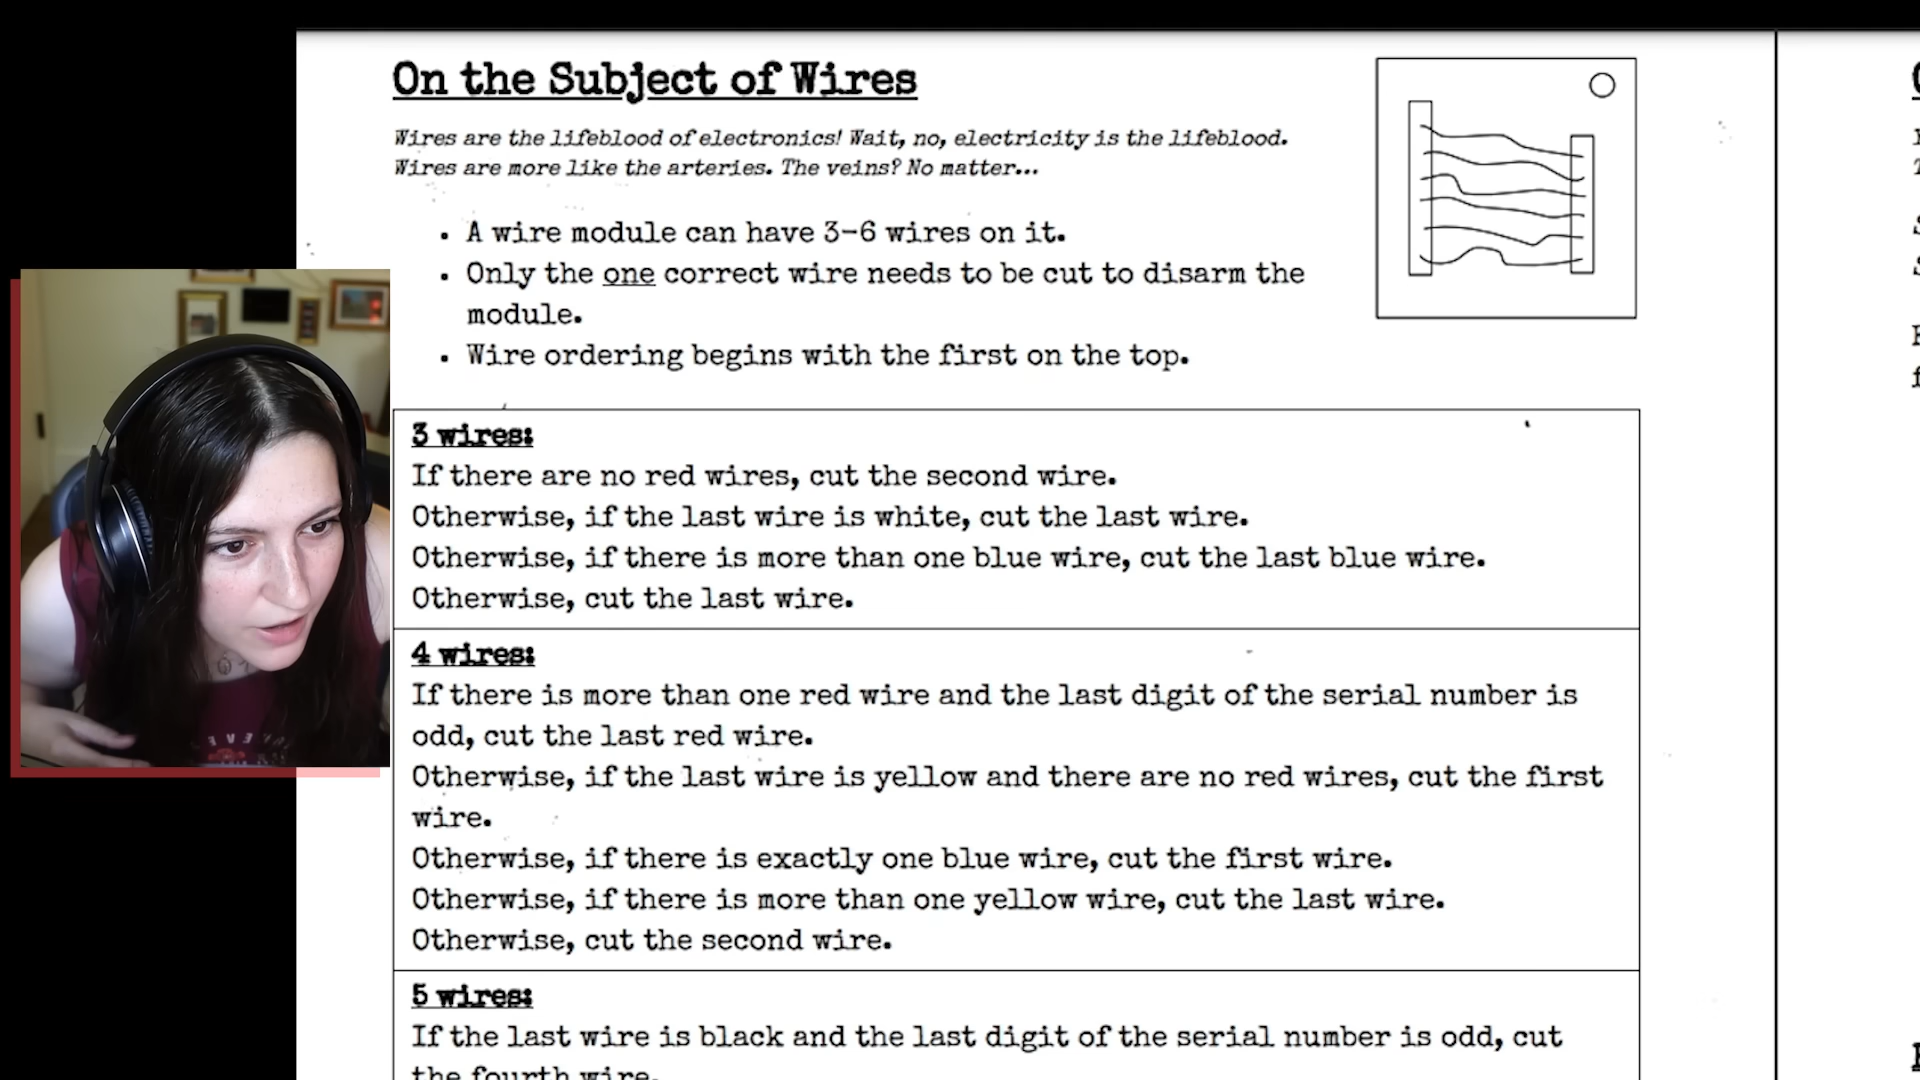 On the Subject of Wires
Wires are the lifeblood of electronics! Wait, no, electricity is the lifeblood.
Wires are more like the arteries. The veins? No matter...
• A wire module can have 3-6 wires on it.
• Only the one correct wire needs to be cut to disarm the
module.
• Wire ordering begins with the first on the top.
3 wires:
If there are no red wires, cut the second wire.
Otherwise, if the last wire is white, cut the last wire.
Otherwise, if there is more than one blue wire, cut the last blue wire.
Otherwise, cut the last wire.
4 wires:
If there is more than one red wire and the last digit of the serial number is
odd, cut the last red wire.
Otherwise, if the last wire is yellow and there are no red wires, cut the first
wire.
Otherwise, if there is exactly one blue wire, cut the first wire.
Otherwise, if there is more than one yellow wire, cut the last wire.
Otherwise, cut the second wire.
5 wires:
If the last wire is black and the last digit of the serial number is odd, cut
the fourth wire.